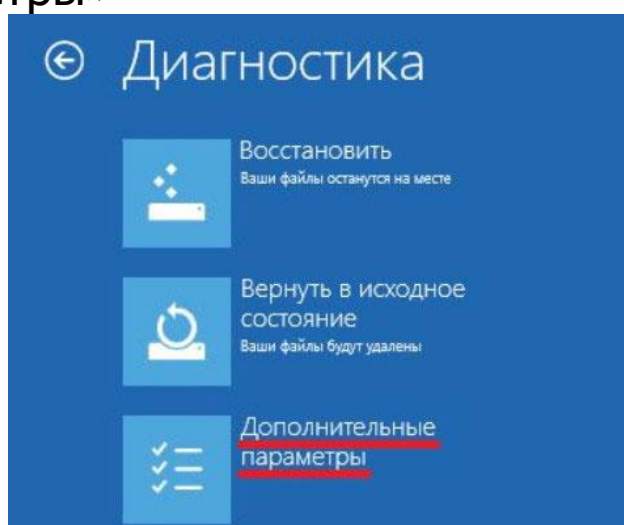 Диагностика
Восстановить
Ваши файлы останутся на месте
Вернуть в исходное
состояние
Ваши файлы будут удалены
Дополнительные
параметры